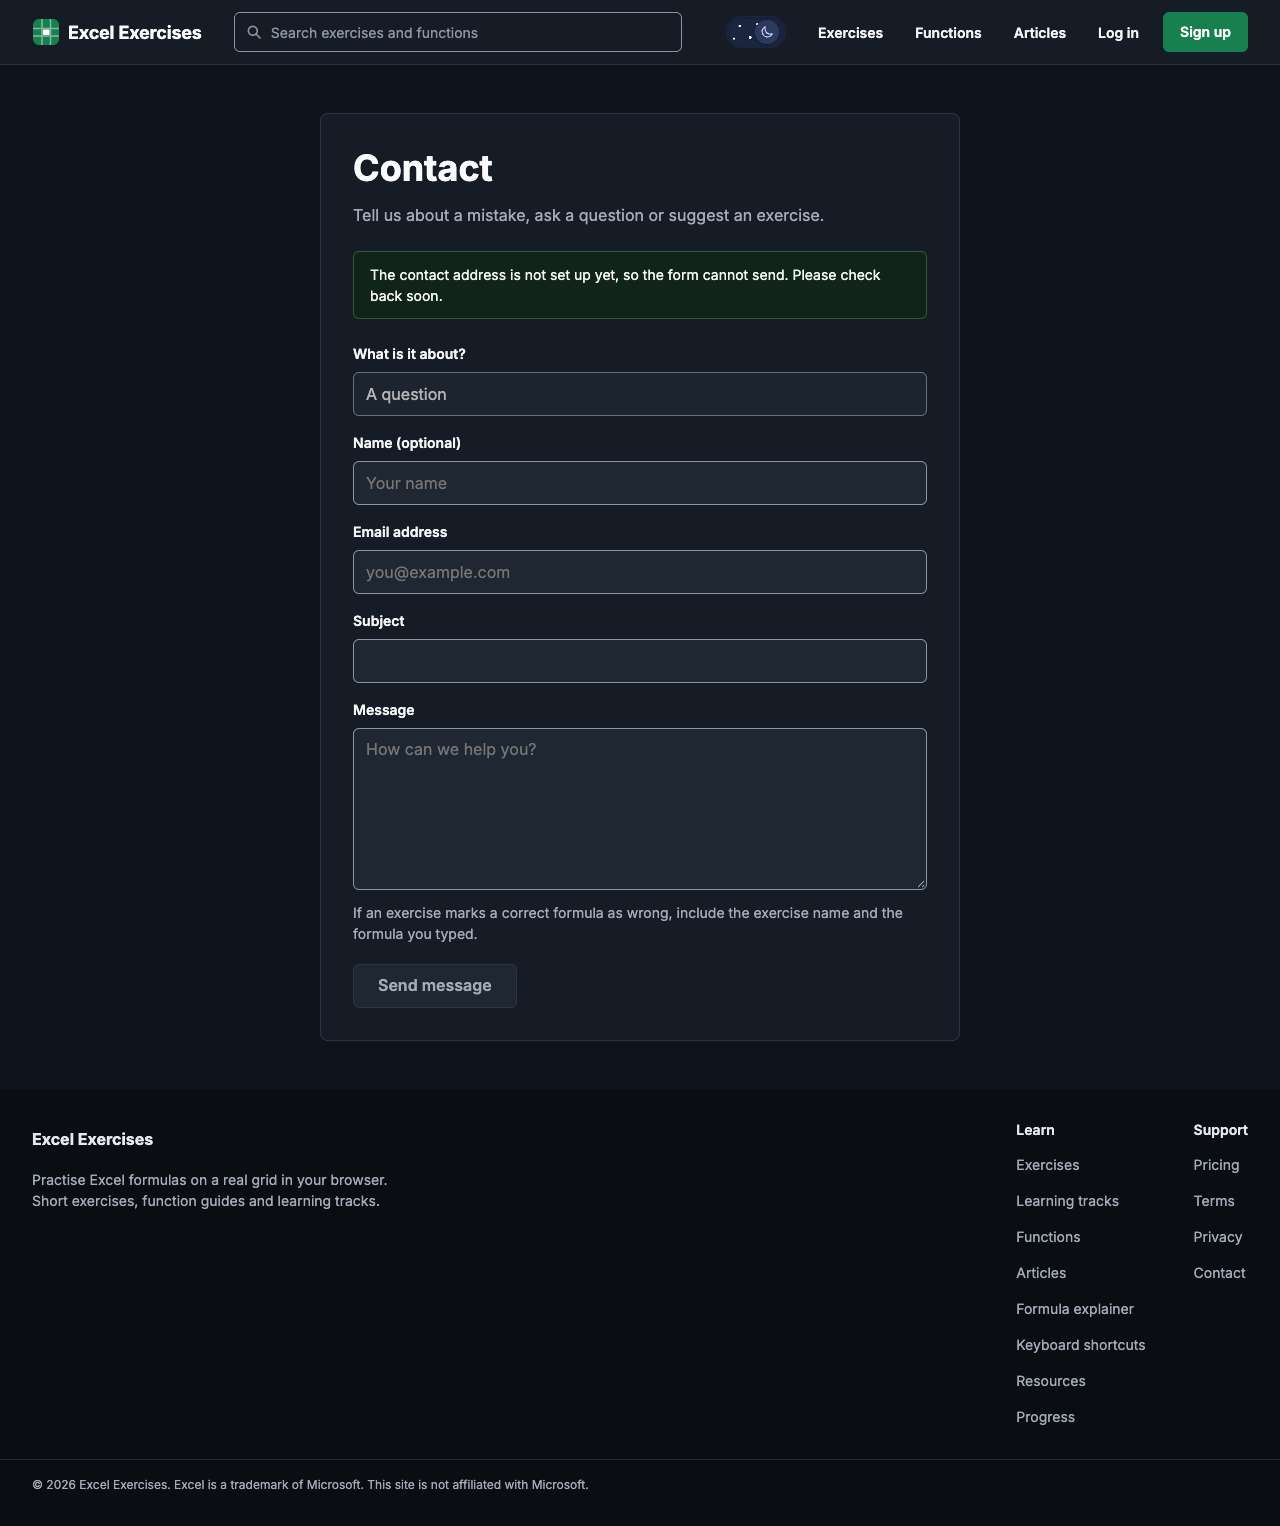 Excel Exercises
Search exercises and functions
Exercises
Functions
Articles
Log in
Sign up
Contact
Tell us about a mistake, ask a question or suggest an exercise.
The contact address is not set up yet, so the form cannot send. Please check
back soon.
What is it about?
A question
Name (optional)
Your name
Email address
you@example.com
Subject
Message
How can we help you?
If an exercise marks a correct formula as wrong, include the exercise name and the
formula you typed.
Send message
Excel Exercises
Practise Excel formulas on a real grid in your browser.
Short exercises, function guides and learning tracks.
Learn
Exercises
Learning tracks
Functions
Articles
Formula explainer
Keyboard shortcuts
Resources
Progress
Support
Pricing
Terms
Privacy
Contact
© 2026 Excel Exercises. Excel is a trademark of Microsoft. This site is not affiliated with Microsoft.